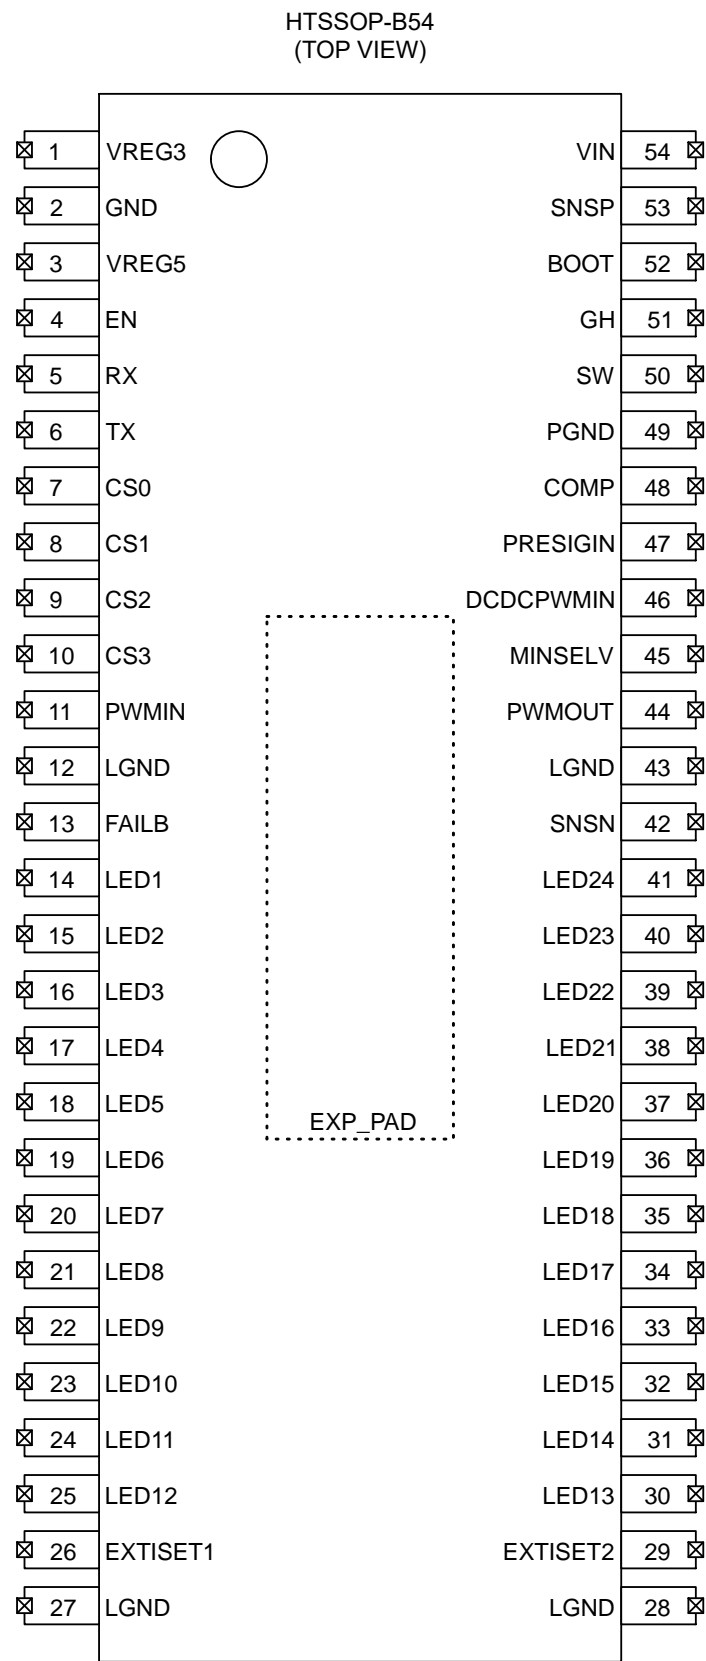 HTSSOP-B54
(TOP VIEW)
1 VREG3 VIN 54
2 GND SNSP 53
3 VREG5 BOOT 52
4 EN GH 51
5 RX SW 50
6 TX PGND 49
7 CS0 COMP 48
8 CS1 PRESIGIN 47
9 CS2 DCDCPWMIN 46
10 CS3 MINSELV 45
11 PWMIN PWMOUT 44
12 LGND LGND 43
13 FAILB SNSN 42
14 LED1 LED24 41
15 LED2 LED23 40
16 LED3 LED22 39
17 LED4 LED21 38
18 LED5 LED20 37
EXP_PAD
19 LED6 LED19 36
20 LED7 LED18 35
21 LED8 LED17 34
22 LED9 LED16 33
23 LED10 LED15 32
24 LED11 LED14 31
25 LED12 LED13 30
26 EXTISET1 EXTISET2 29
27 LGND LGND 28